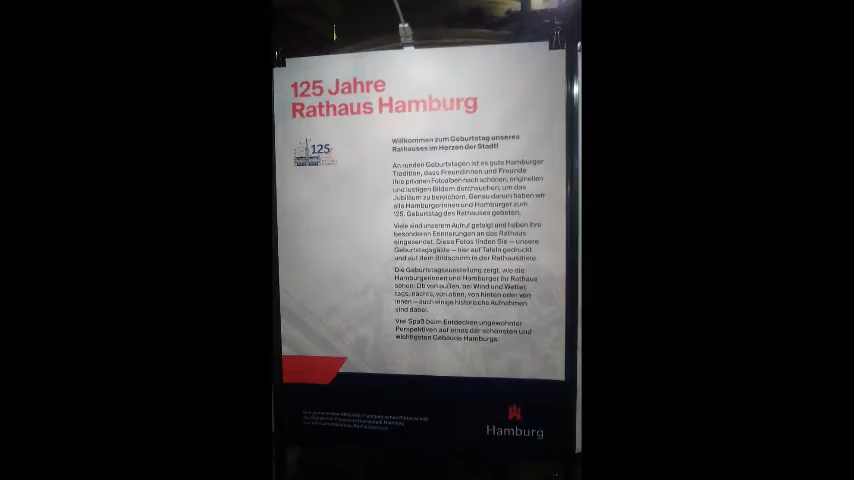 125 Jahre
Rathaus Hamburg
125
Willkommen zum Geburtstag unseres
Rathauses im Herzen der Stadt!
An runden Geburtstagen ist es gute Hamburger
Tradition, dass Freundinnen und Freunde
ihre privaten Fotoalben nach schönen, originellen
und lustigen Bildern durchsuchen, um das
Jubiläum zu bereichern. Genau darum haben wir
alle Hamburgerinnen und Hamburger zum
125. Geburtstag des Rathauses gebeten.
Viele sind unserem Aufruf gefolgt und haben ihre
besonderen Erinnerungen an das Rathaus
eingesendet. Diese Fotos finden Sie – unsere
Geburtstagsgäste – hier auf Tafeln gedruckt
und auf dem Bildschirm in der Rathausdiele.
Die Geburtstagsausstellung zeigt, wie die
Hamburgerinnen und Hamburger ihr Rathaus
sehen: Ob von außen, bei Wind und Wetter,
tags, nachts, von oben, von hinten oder von
innen – auch einige historische Aufnahmen
sind dabei.
Viel Spaß beim Entdecken ungewohnter
Perspektiven auf eines der schönsten und
wichtigsten Gebäude Hamburgs.
Hamburg